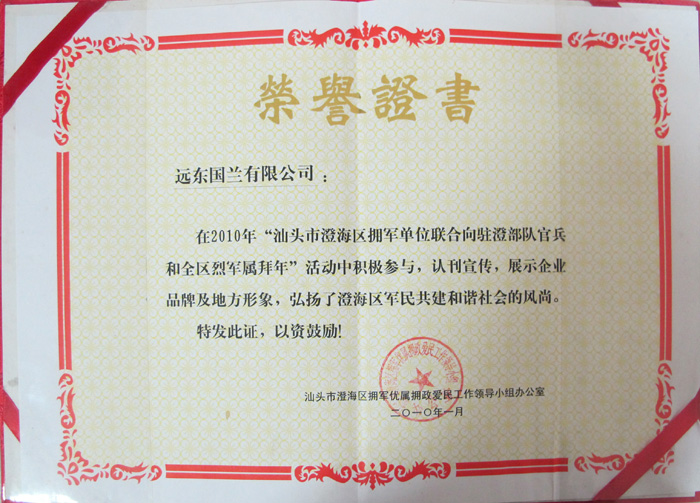 榮譽證書
远东国兰有限公司：
在2010年“汕头市澄海区拥军单位联合向驻澄部队官兵
和全区烈军属拜年”活动中积极参与，认刊宣传，展示企业
品牌及地方形象，弘扬了澄海区军民共建和谐社会的风尚。
特发此证，以资鼓励!
汕头市澄海区拥军优属拥政爱民工作领导小组办公室
二〇一〇年一月